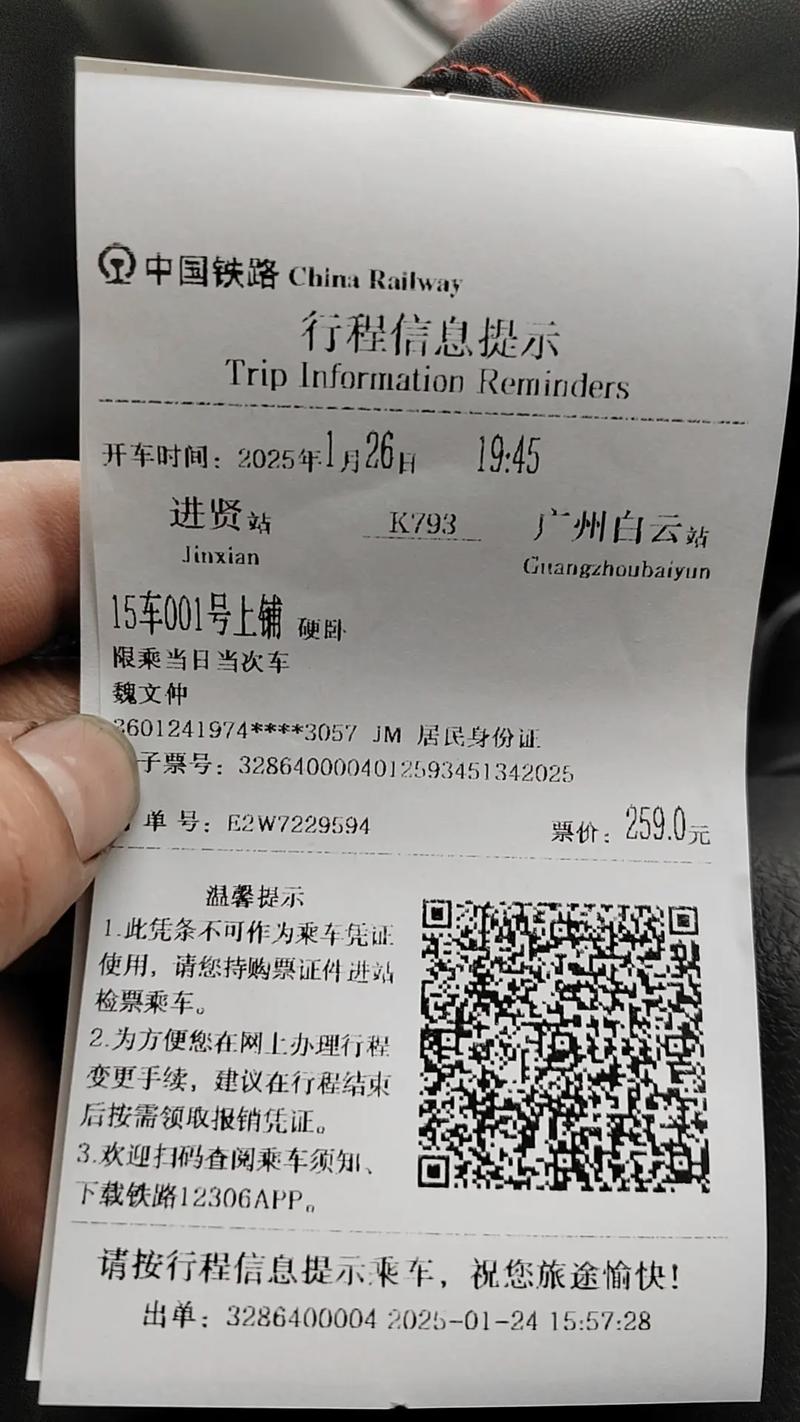 中国铁路 China Railway
行程信息提示
Trip Information Reminders
开车时间：2025年1月26日 19:45
进贤站 K793 广州白云站
Jinxian Guangzhoubaiyun
15车001号上铺 硬卧
限乘当日当次车
魏文仲
3601241974****3057 JM 居民身份证
子票号：3286400004012593451342025
单号：E2W7229594 票价：259.0元
温馨提示
1.此凭条不可作为乘车凭证
使用，请您持购票证件进站
检票乘车。
2.为方便您在网上办理行程
变更手续，建议在行程结束
后按需领取报销凭证。
3.欢迎扫码查阅乘车须知、
下载铁路12306APP。
请按行程信息提示乘车，祝您旅途愉快！
出单：3286400004 2025-01-24 15:57:28